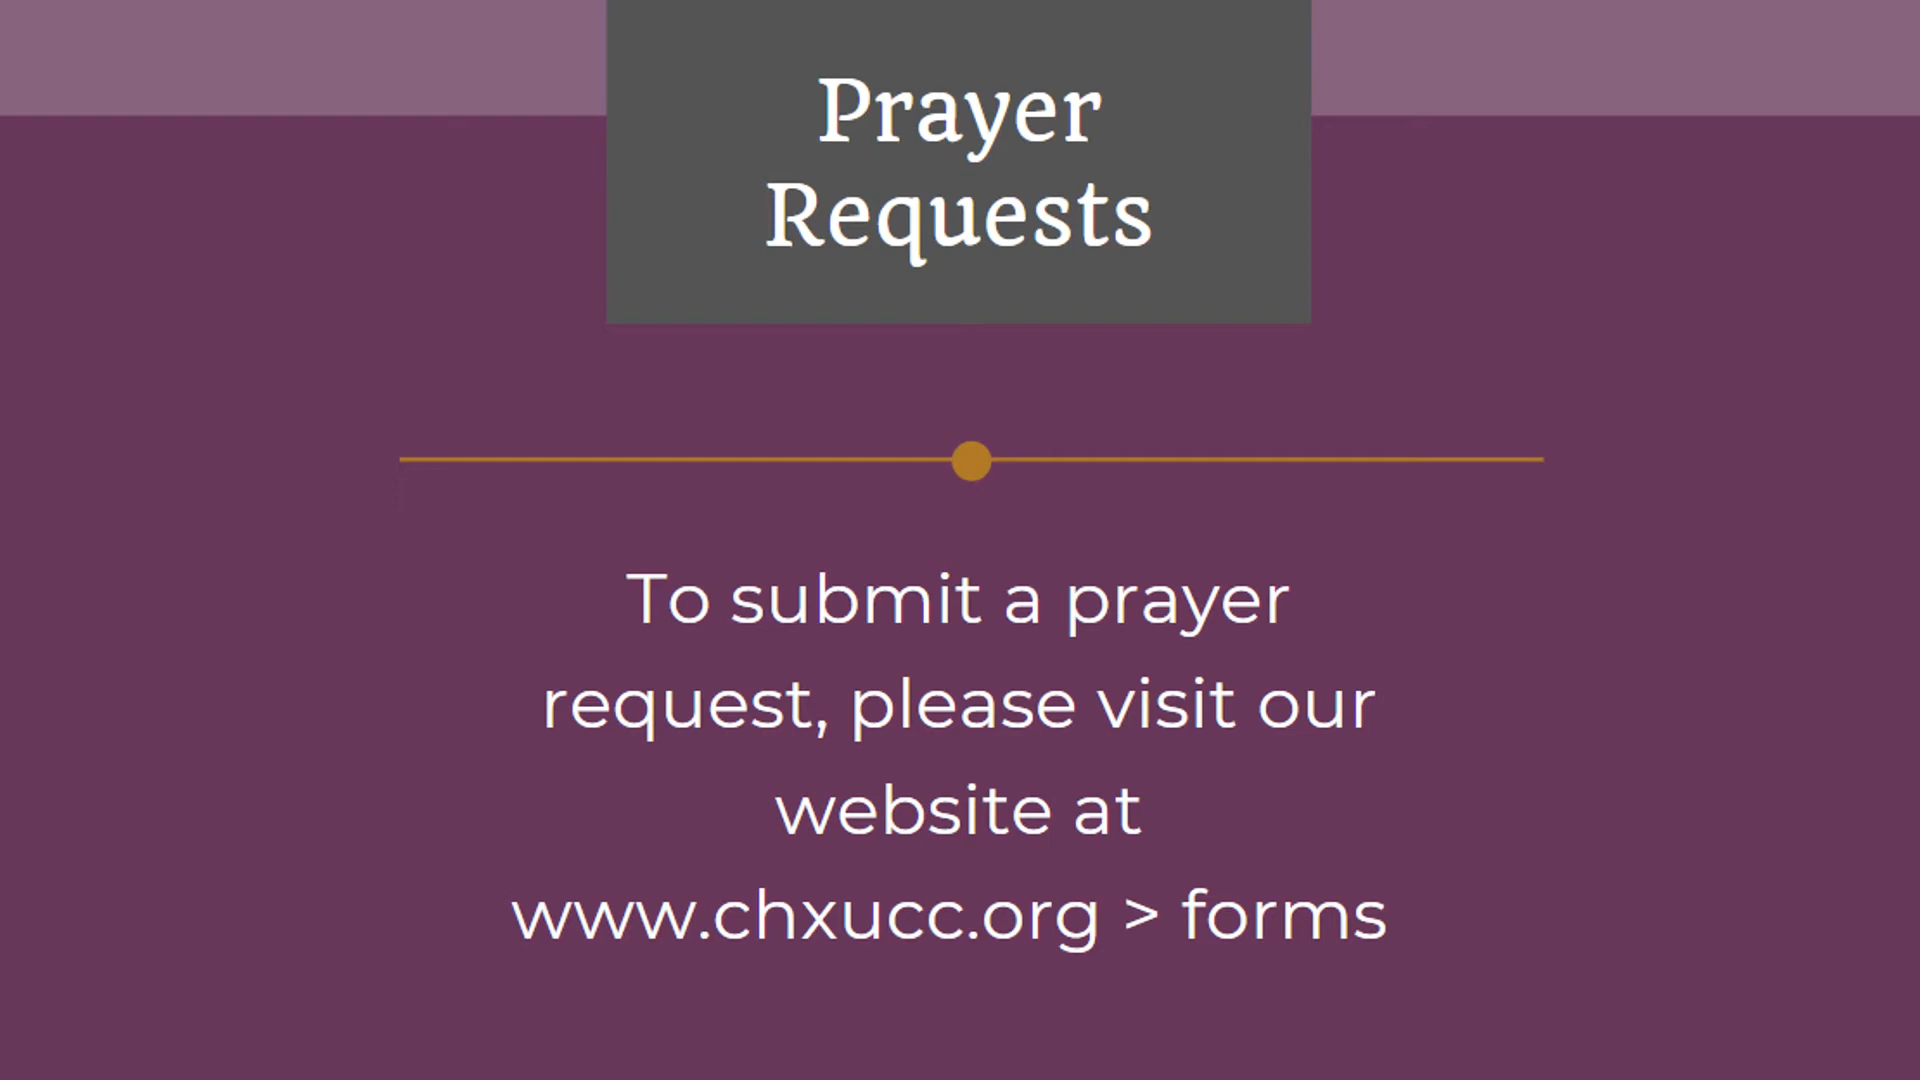 Prayer
Requests
To submit a prayer
request, please visit our
website at
www.chxucc.org > forms